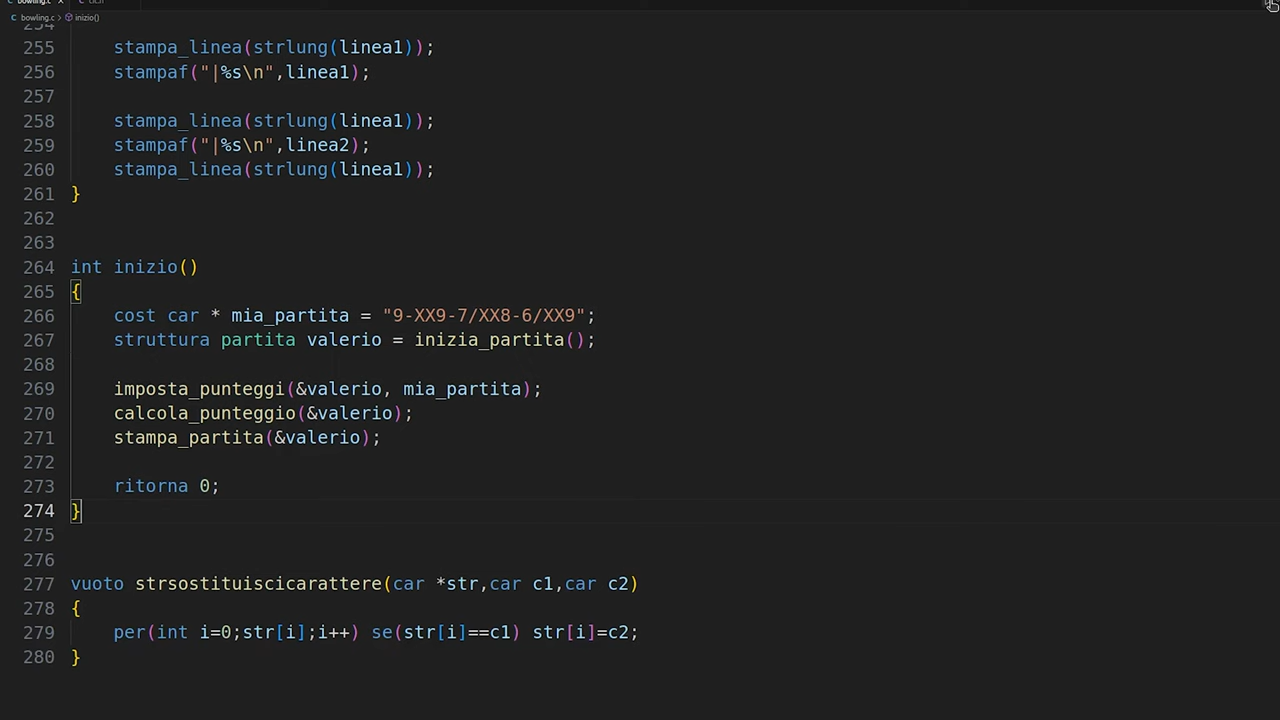 bowling.c
bowling.c > inizio()
254
255 stampa_linea(strlung(linea1));
256 stampaf("|%s\n",linea1);
257
258 stampa_linea(strlung(linea1));
259 stampaf("|%s\n",linea2);
260 stampa_linea(strlung(linea1));
261 }
262
263
264 int inizio()
265 {
266 cost car * mia_partita = "9-XX9-7/XX8-6/XX9";
267 struttura partita valerio = inizia_partita();
268
269 imposta_punteggi(&valerio, mia_partita);
270 calcola_punteggio(&valerio);
271 stampa_partita(&valerio);
272
273 ritorna 0;
274 }
275
276
277 vuoto strsostituiscicarattere(car *str,car c1,car c2)
278 {
279 per(int i=0;str[i];i++) se(str[i]==c1) str[i]=c2;
280 }